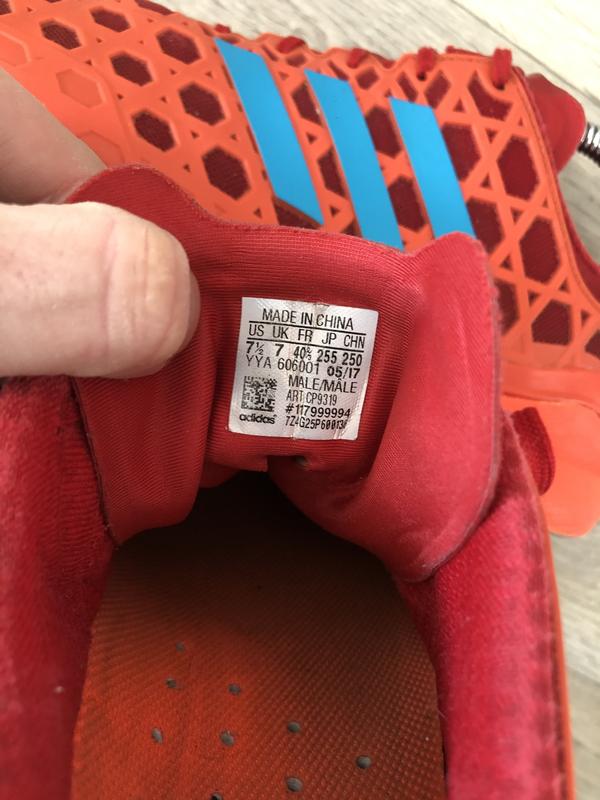 MADE IN CHINA
US UK FR JP CHN
7½ 7 40⅔ 255 250
YYA 606001 05/17
MALE/MALE
ART CP9319
#117999994
adidas